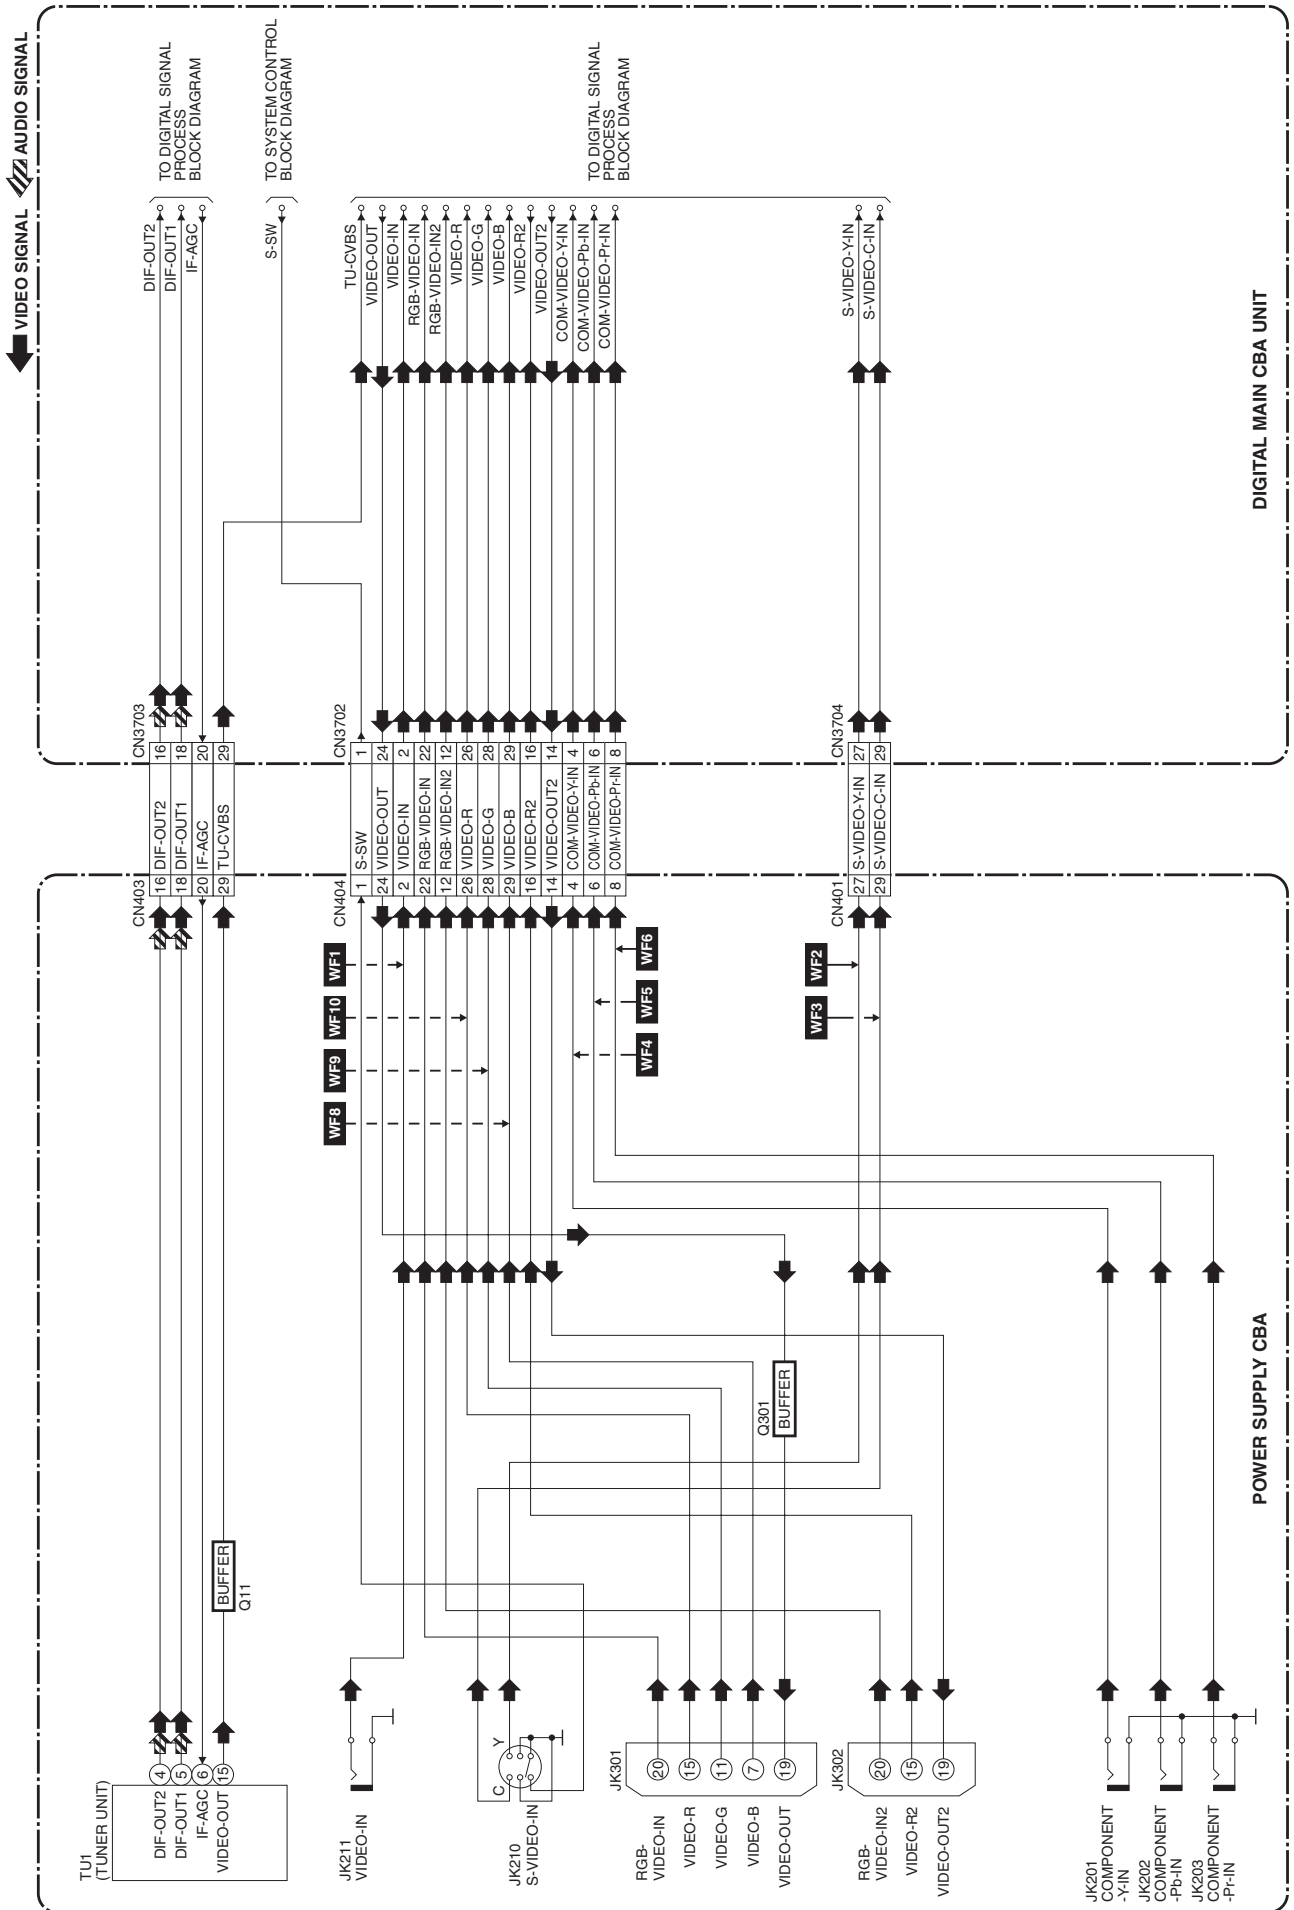 VIDEO SIGNAL
AUDIO SIGNAL
TU1
(TUNER UNIT)
DIF-OUT2
4
DIF-OUT1
5
IF-AGC
6
VIDEO-OUT
15
BUFFER
Q11
CN403
16
DIF-OUT2
16
18
DIF-OUT1
18
20
IF-AGC
20
29
TU-CVBS
29
CN3703
DIF-OUT2
DIF-OUT1
IF-AGC
TO DIGITAL SIGNAL
PROCESS
BLOCK DIAGRAM
S-SW
TO SYSTEM CONTROL
BLOCK DIAGRAM
JK211
VIDEO-IN
JK210
S-VIDEO-IN
C
Y
JK301
RGB-
VIDEO-IN
20
VIDEO-R
15
VIDEO-G
11
VIDEO-B
7
VIDEO-OUT
19
JK302
RGB-
VIDEO-IN2
20
VIDEO-R2
15
VIDEO-OUT2
19
Q301
BUFFER
JK201
COMPONENT
-Y-IN
JK202
COMPONENT
-Pb-IN
JK203
COMPONENT
-Pr-IN
WF8
WF9
WF10
WF1
WF4
WF5
WF6
WF3
WF2
CN404
1
S-SW
1
24
VIDEO-OUT
24
2
VIDEO-IN
2
22
RGB-VIDEO-IN
22
12
RGB-VIDEO-IN2
12
26
VIDEO-R
26
28
VIDEO-G
28
29
VIDEO-B
29
16
VIDEO-R2
16
14
VIDEO-OUT2
14
4
COM-VIDEO-Y-IN
4
6
COM-VIDEO-Pb-IN
6
8
COM-VIDEO-Pr-IN
8
CN3702
CN401
27
S-VIDEO-Y-IN
27
29
S-VIDEO-C-IN
29
CN3704
TU-CVBS
VIDEO-OUT
VIDEO-IN
RGB-VIDEO-IN
RGB-VIDEO-IN2
VIDEO-R
VIDEO-G
VIDEO-B
VIDEO-R2
VIDEO-OUT2
COM-VIDEO-Y-IN
COM-VIDEO-Pb-IN
COM-VIDEO-Pr-IN
S-VIDEO-Y-IN
S-VIDEO-C-IN
TO DIGITAL SIGNAL
PROCESS
BLOCK DIAGRAM
POWER SUPPLY CBA
DIGITAL MAIN CBA UNIT